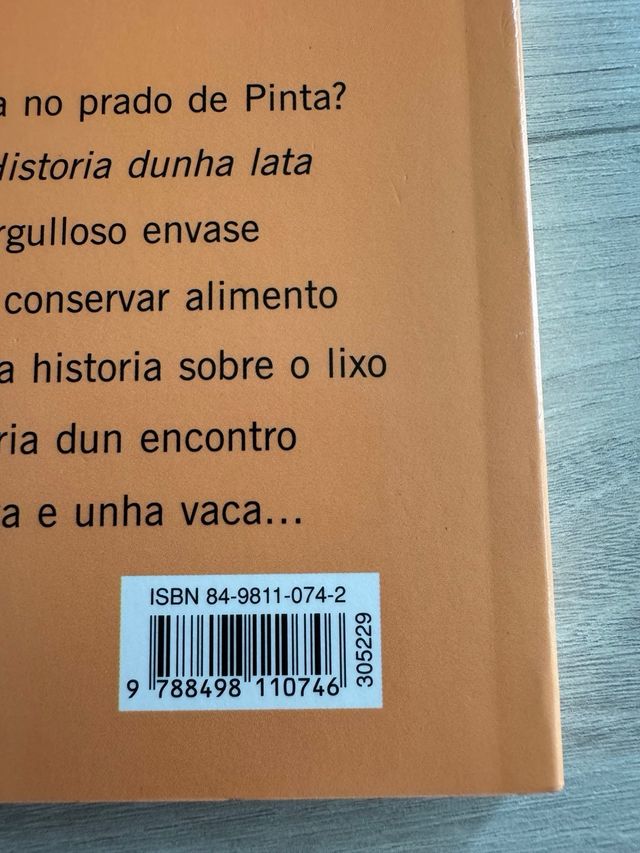 a no prado de Pinta?
Historia dunha lata
rgulloso envase
conservar alimento
a historia sobre o lixo
ria dun encontro
a e unha vaca...
ISBN 84-9811-074-2
9 788498 110746
305229